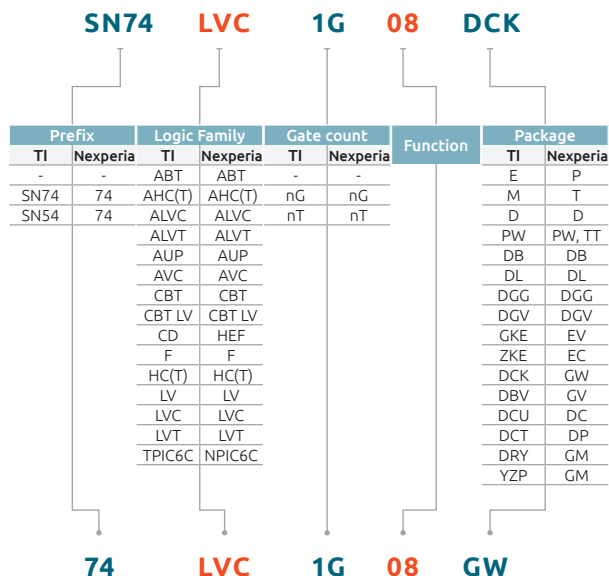 SN74 LVC 1G 08 DCK
Prefix Logic Family Gate count Function Package
TI Nexperia TI Nexperia TI Nexperia TI Nexperia
- - ABT ABT - - E P
SN74 74 AHC(T) AHC(T) nG nG M T
SN54 74 ALVC ALVC nT nT D D
ALVT ALVT PW PW, TT
AUP AUP DB DB
AVC AVC DL DL
CBT CBT DGG DGG
CBT LV CBT LV DGV DGV
CD HEF GKE EV
F F ZKE EC
HC(T) HC(T) DCK GW
LV LV DBV GV
LVC LVC DCU DC
LVT LVT DCT DP
TPIC6C NPIC6C DRY GM
YZP GM
74 LVC 1G 08 GW